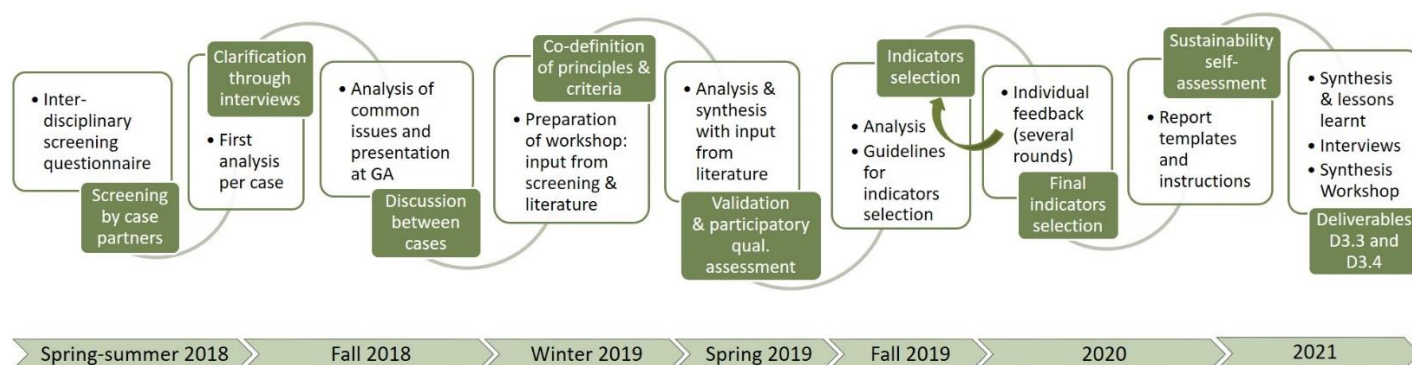 • Inter-
disciplinary
screening
questionnaire
Screening
by case
partners
Clarification
through
interviews
• First
analysis
per case
• Analysis of
common
issues and
presentation
at GA
Discussion
between
cases
Co-definition
of principles &
criteria
• Preparation
of workshop:
input from
screening &
literature
• Analysis &
synthesis
with input
from
literature
Validation
& participatory
qual.
assessment
Indicators
selection
• Analysis
• Guidelines
for
indicators
selection
• Individual
feedback
(several
rounds)
Final
indicators
selection
Sustainability
self-
assessment
• Report
templates
and
instructions
• Synthesis
& lessons
learnt
• Interviews
• Synthesis
Workshop
Deliverables
D3.3 and
D3.4
Spring-summer 2018
Fall 2018
Winter 2019
Spring 2019
Fall 2019
2020
2021